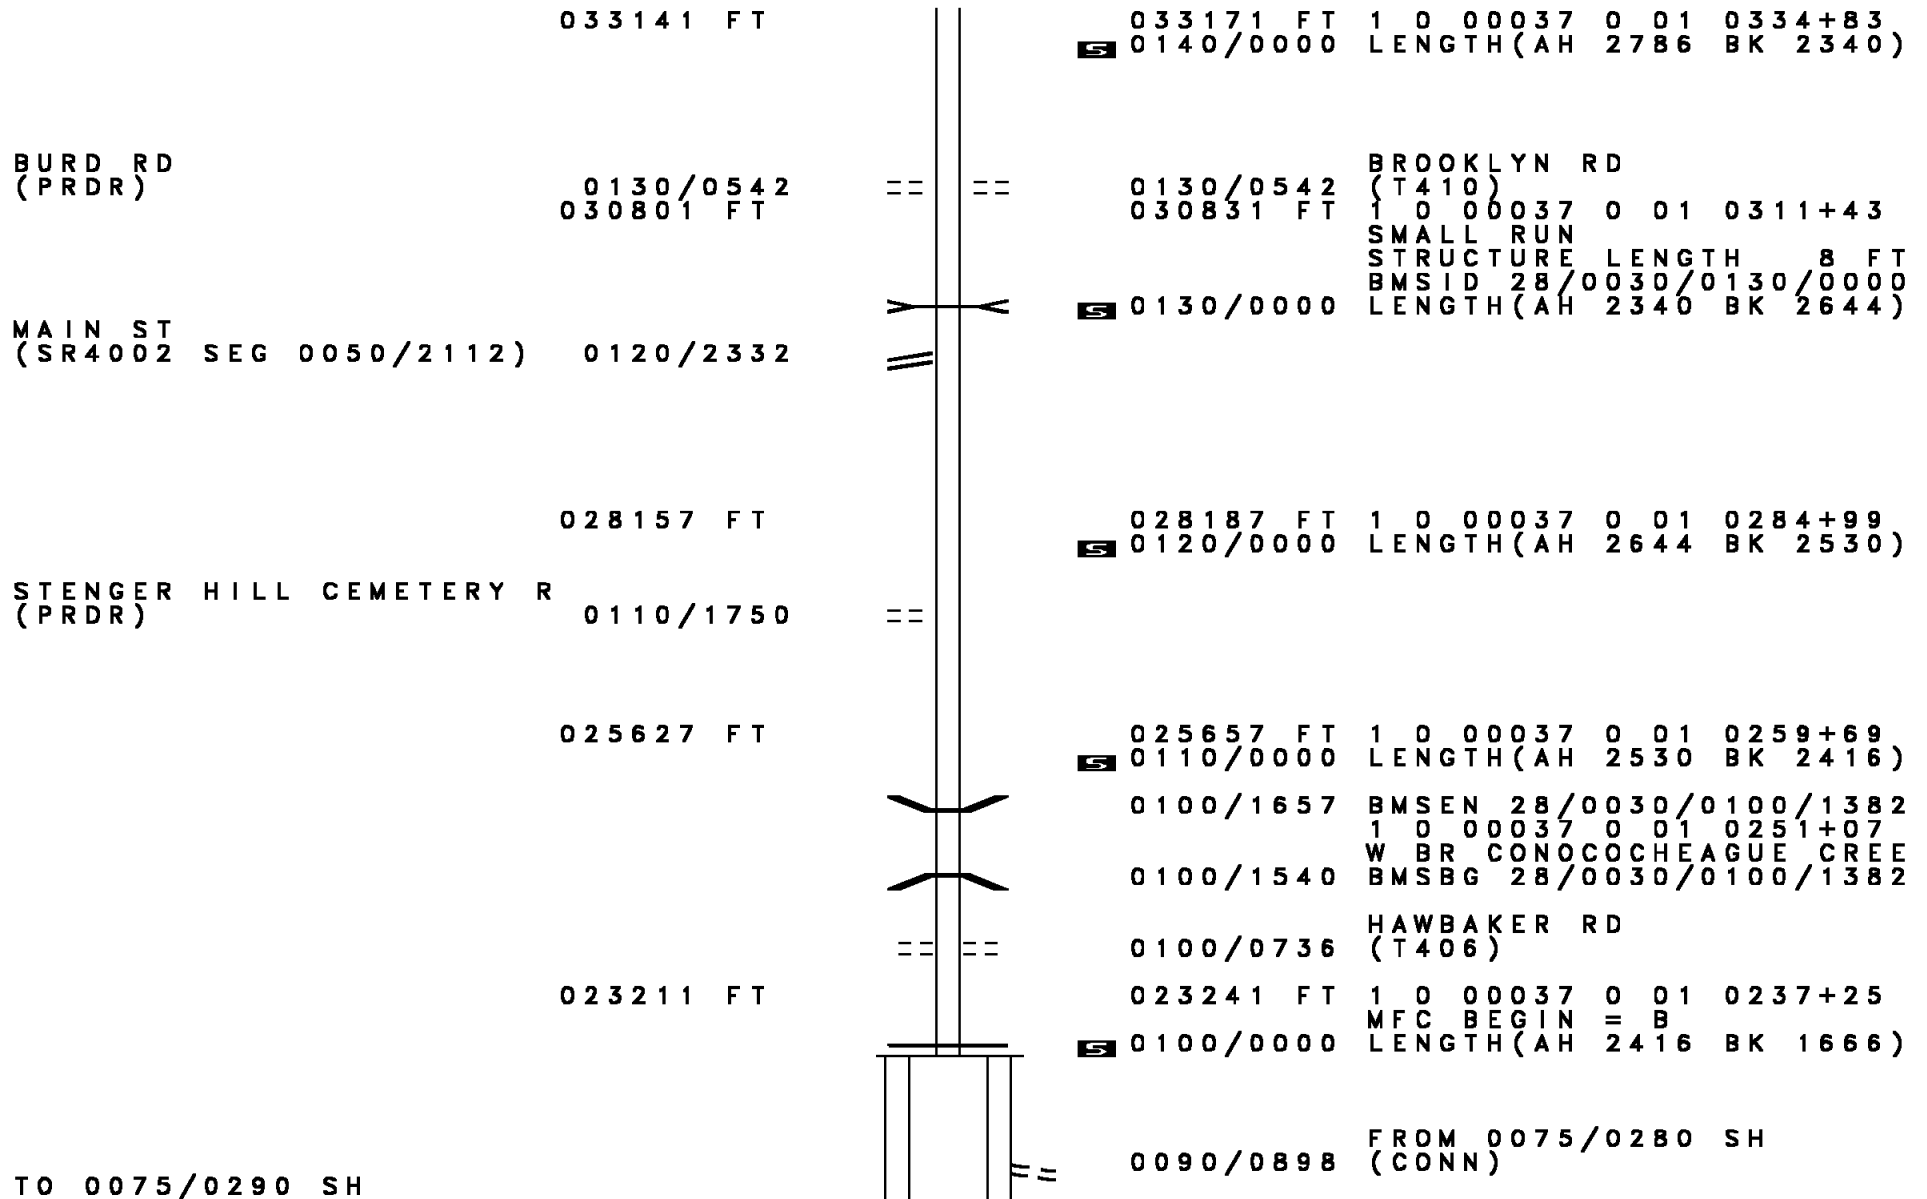 033141 FT 033171 FT 1 0 00037 0 01 0334+83
S 0140/0000 LENGTH(AH 2786 BK 2340)
BURD RD BROOKLYN RD
(PRDR) 0130/0542 0130/0542 (T410)
030801 FT 030831 FT 1 0 00037 0 01 0311+43
SMALL RUN
STRUCTURE LENGTH 8 FT
BMSID 28/0030/0130/0000
S 0130/0000 LENGTH(AH 2340 BK 2644)
MAIN ST
(SR4002 SEG 0050/2112) 0120/2332
028157 FT 028187 FT 1 0 00037 0 01 0284+99
S 0120/0000 LENGTH(AH 2644 BK 2530)
STENGER HILL CEMETERY R
(PRDR) 0110/1750
025627 FT 025657 FT 1 0 00037 0 01 0259+69
S 0110/0000 LENGTH(AH 2530 BK 2416)
0100/1657 BMSEN 28/0030/0100/1382
1 0 00037 0 01 0251+07
W BR CONOCOCHEAGUE CREE
0100/1540 BMSBG 28/0030/0100/1382
HAWBAKER RD
0100/0736 (T406)
023211 FT 023241 FT 1 0 00037 0 01 0237+25
MFC BEGIN = B
S 0100/0000 LENGTH(AH 2416 BK 1666)
FROM 0075/0280 SH
0090/0898 (CONN)
TO 0075/0290 SH